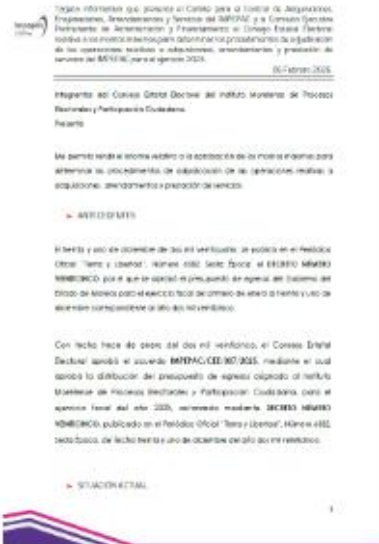 impepac
Tarjeta informativa que presenta el Comité para el Control de Adquisiciones,
Enajenaciones, Arrendamientos y Servicios del IMPEPAC y la Comisión Ejecutiva
Permanente de Administración y Financiamiento al Consejo Estatal Electoral
relativa a los montos máximos para determinar los procedimientos de adjudicación
de las operaciones relativas a adquisiciones, arrendamientos y prestación de
servicios del IMPEPAC para el ejercicio 2025.
06 Febrero 2025.
Integrantes del Consejo Estatal Electoral del Instituto Morelense de Procesos
Electorales y Participación Ciudadana.
Presente
Me permito rendir el informe relativo a la aprobación de los montos máximos para
determinar los procedimientos de adjudicación de las operaciones relativas a
adquisiciones, arrendamientos y prestación de servicios.
ANTECEDENTES
El treinta y uno de diciembre de dos mil veinticuatro, se publicó en el Periódico
Oficial "Tierra y Libertad", Número 6382, Sexta Época, el DECRETO NÚMERO
VEINTICINCO, por el que se aprobó el presupuesto de egresos del Gobierno del
Estado de Morelos para el ejercicio fiscal del primero de enero al treinta y uno de
diciembre correspondiente al año dos mil veinticinco.
Con fecha trece de enero del dos mil veinticinco, el Consejo Estatal
Electoral aprobó el acuerdo IMPEPAC/CEE/007/2025, mediante el cual
aprobó la distribución del presupuesto de egresos asignado al Instituto
Morelense de Procesos Electorales y Participación Ciudadana, para el
ejercicio fiscal del año 2025, autorizado mediante DECRETO NÚMERO
VEINTICINCO, publicado en el Periódico Oficial "Tierra y Libertad", Número 6382,
Sexta Época, de fecha treinta y uno de diciembre del año dos mil veinticuatro.
SITUACIÓN ACTUAL
1